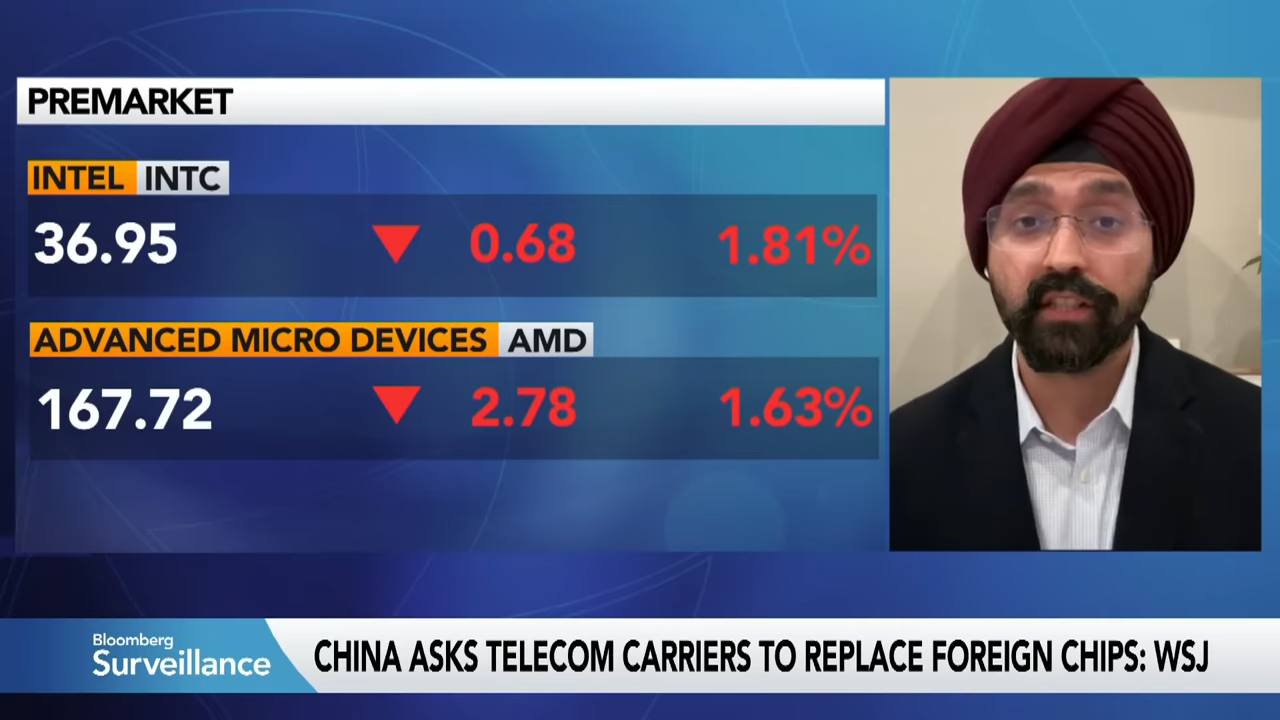 PREMARKET
INTEL INTC
36.95 ▼ 0.68 1.81%
ADVANCED MICRO DEVICES AMD
167.72 ▼ 2.78 1.63%
Bloomberg
Surveillance
CHINA ASKS TELECOM CARRIERS TO REPLACE FOREIGN CHIPS: WSJ